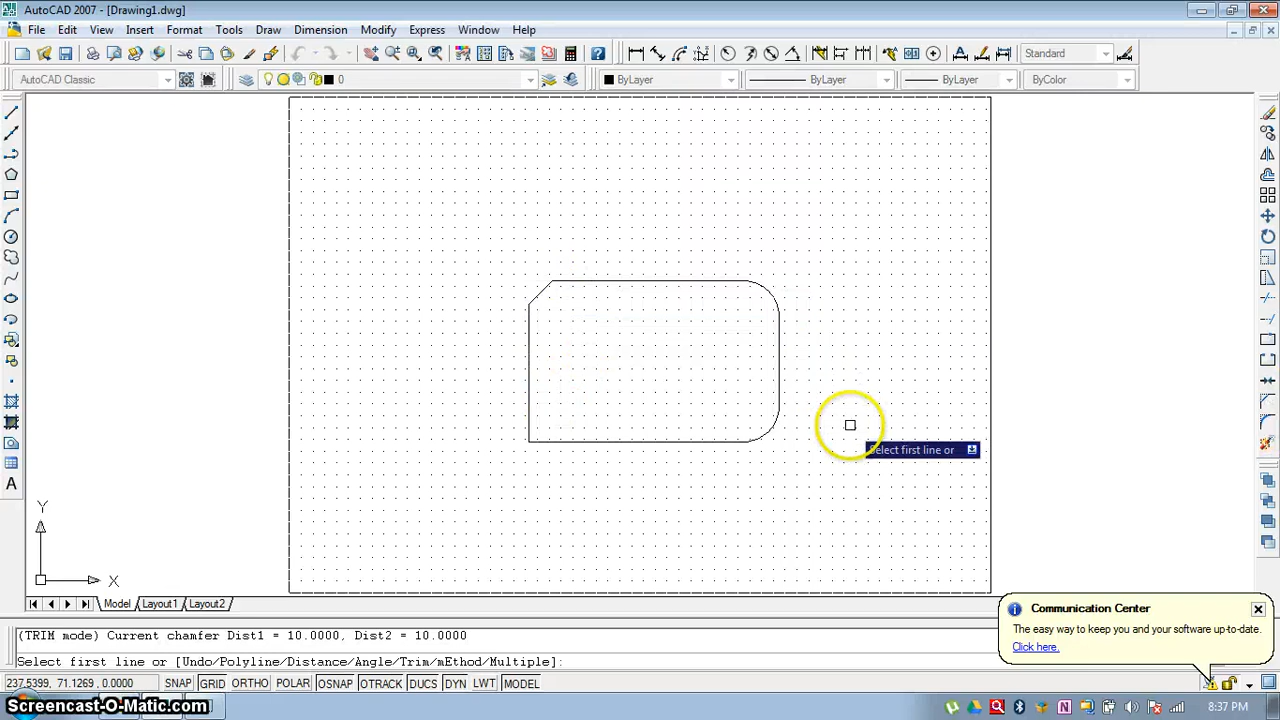 AutoCAD 2007 - [Drawing1.dwg]
File Edit View Insert Format Tools Draw Dimension Modify Express Window Help
Standard
AutoCAD Classic 0 ByLayer ByLayer ByLayer ByColor
A
Select first line or
Y
X
Model Layout1 Layout2
Communication Center
The easy way to keep you and your software up-to-date.
Click here.
(TRIM mode) Current chamfer Dist1 = 10.0000, Dist2 = 10.0000
Select first line or [Undo/Polyline/Distance/Angle/Trim/mEthod/Multiple]:
237.5399, 71.1269, 0.0000 SNAP GRID ORTHO POLAR OSNAP OTRACK DUCS DYN LWT MODEL
Screencast-O-Matic.com
8:37 PM